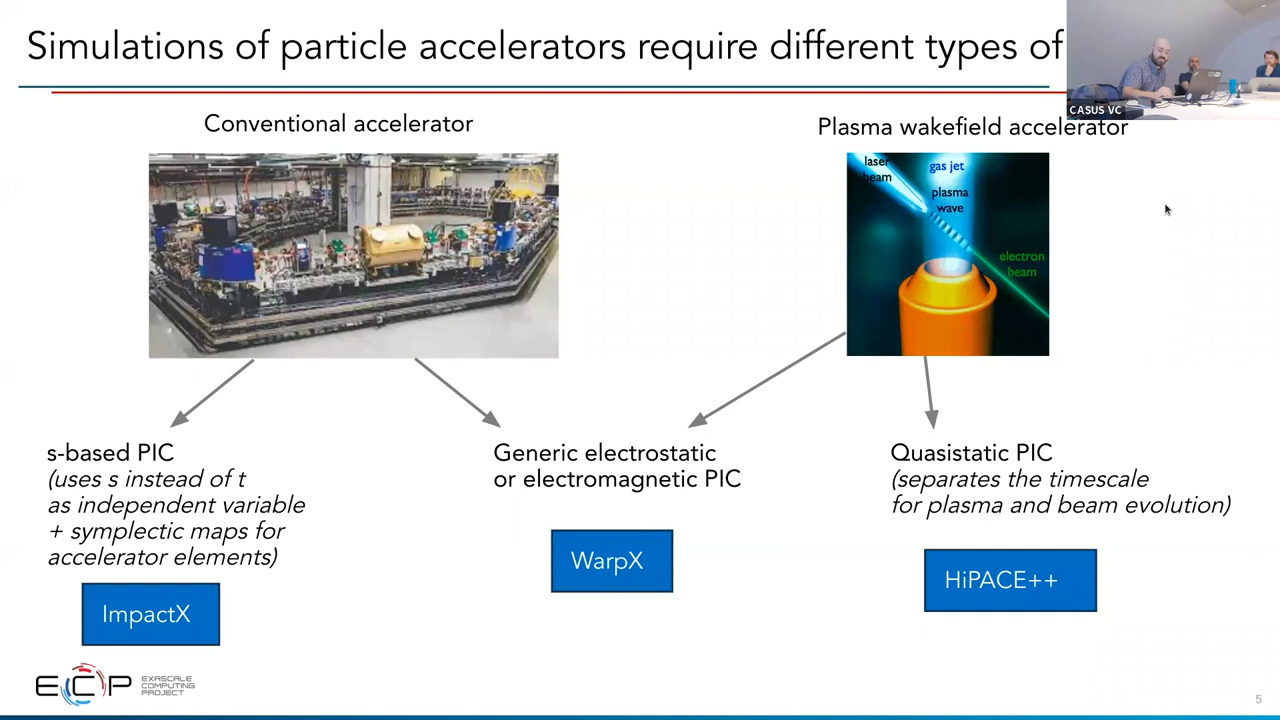 Simulations of particle accelerators require different types of
CASUS VC
Conventional accelerator
Plasma wakefield accelerator
laser
beam
gas jet
plasma
wave
electron
beam
s-based PIC
(uses s instead of t
as independent variable
+ symplectic maps for
accelerator elements)
ImpactX
Generic electrostatic
or electromagnetic PIC
WarpX
Quasistatic PIC
(separates the timescale
for plasma and beam evolution)
HiPACE++
ECP
EXASCALE
COMPUTING
PROJECT
5